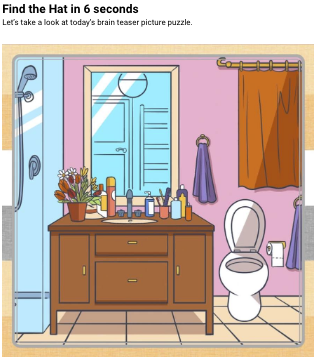 Find the Hat in 6 seconds
Let's take a look at today's brain teaser picture puzzle.